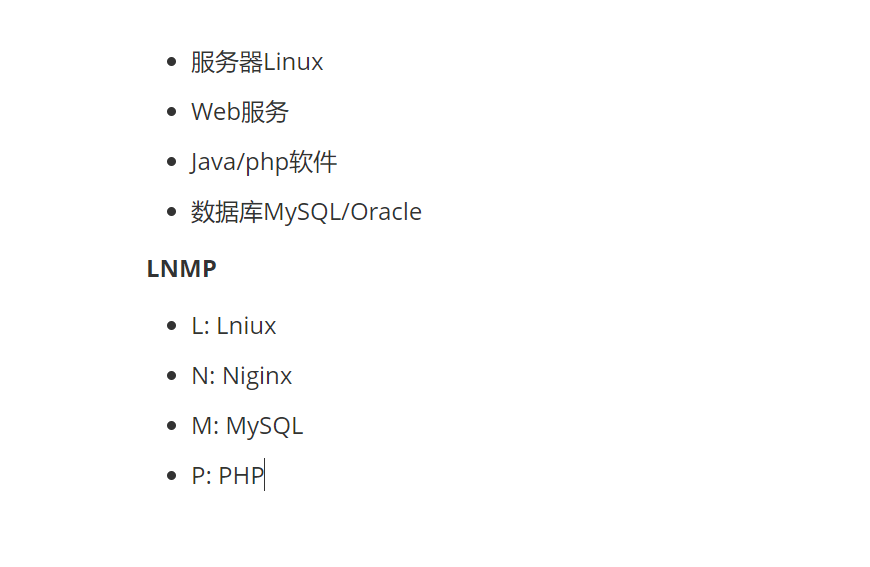 服务器Linux
Web服务
Java/php软件
数据库MySQL/Oracle
LNMP
L: Lniux
N: Niginx
M: MySQL
P: PHP